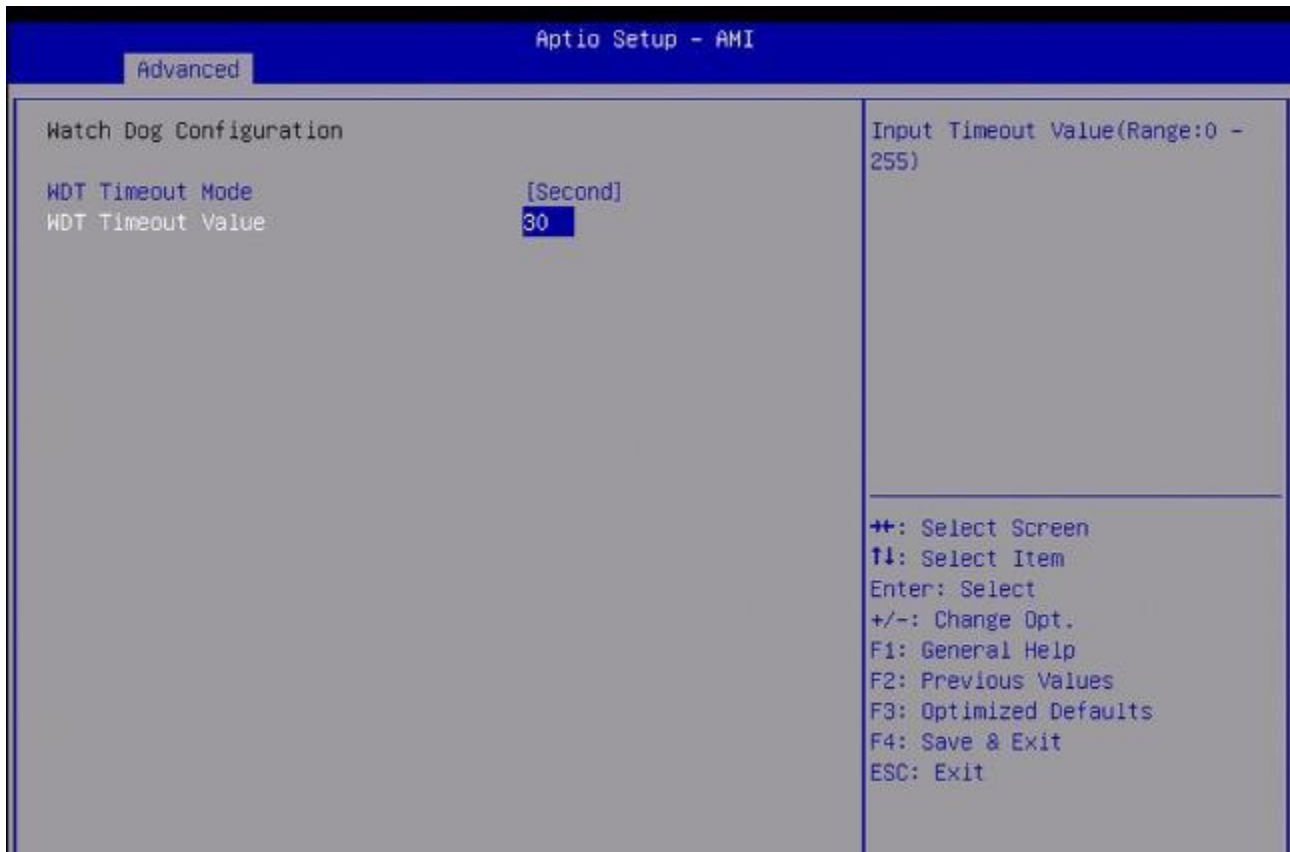 Aptio Setup - AMI
Advanced
Watch Dog Configuration
WDT Timeout Mode [Second]
WDT Timeout Value 30
Input Timeout Value(Range:0 -
255)
→←: Select Screen
↑↓: Select Item
Enter: Select
+/-: Change Opt.
F1: General Help
F2: Previous Values
F3: Optimized Defaults
F4: Save & Exit
ESC: Exit